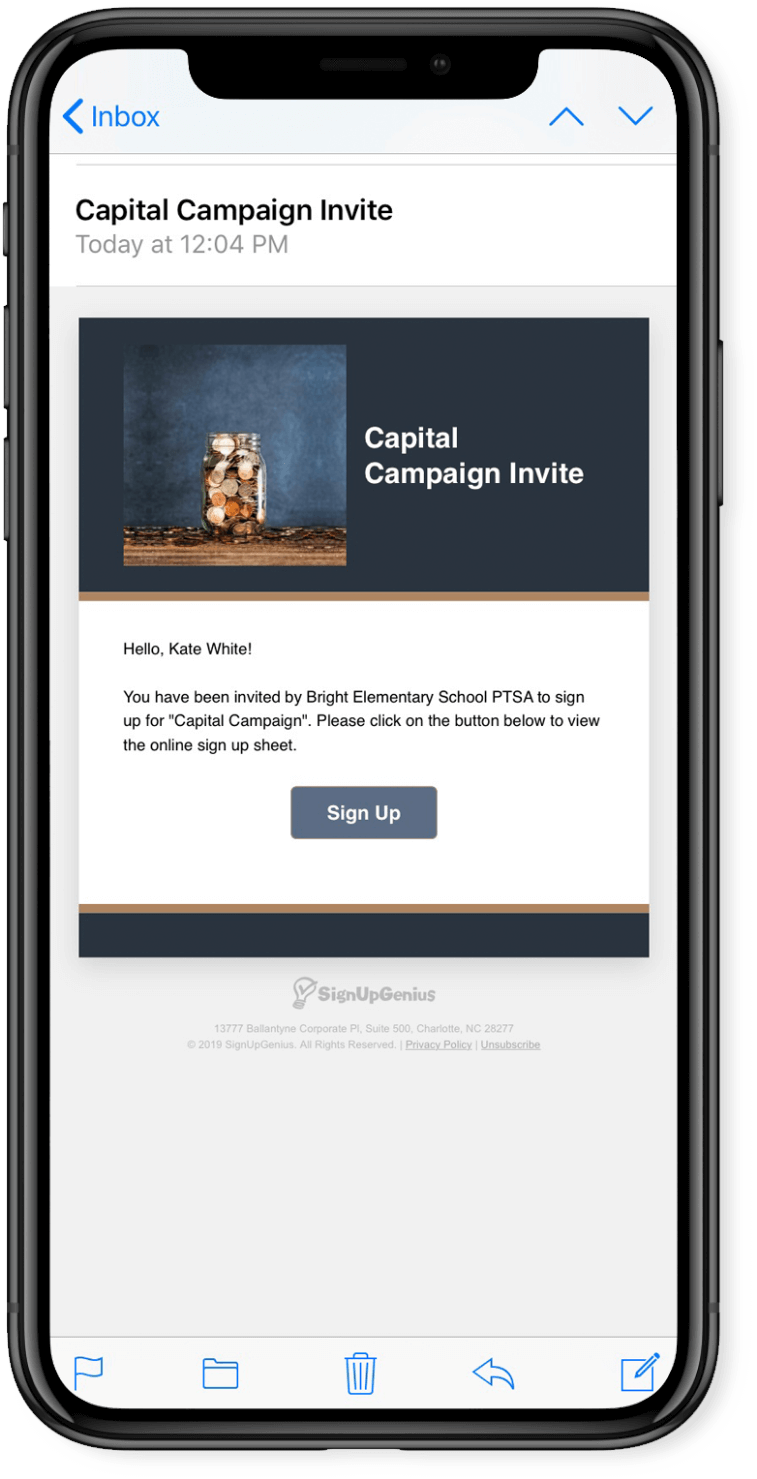 Inbox
Capital Campaign Invite
Today at 12:04 PM
Capital
Campaign Invite
Hello, Kate White!
You have been invited by Bright Elementary School PTSA to sign
up for "Capital Campaign". Please click on the button below to view
the online sign up sheet.
Sign Up
SignUpGenius
13777 Ballantyne Corporate Pl, Suite 500, Charlotte, NC 28277
© 2019 SignUpGenius. All Rights Reserved. | Privacy Policy | Unsubscribe